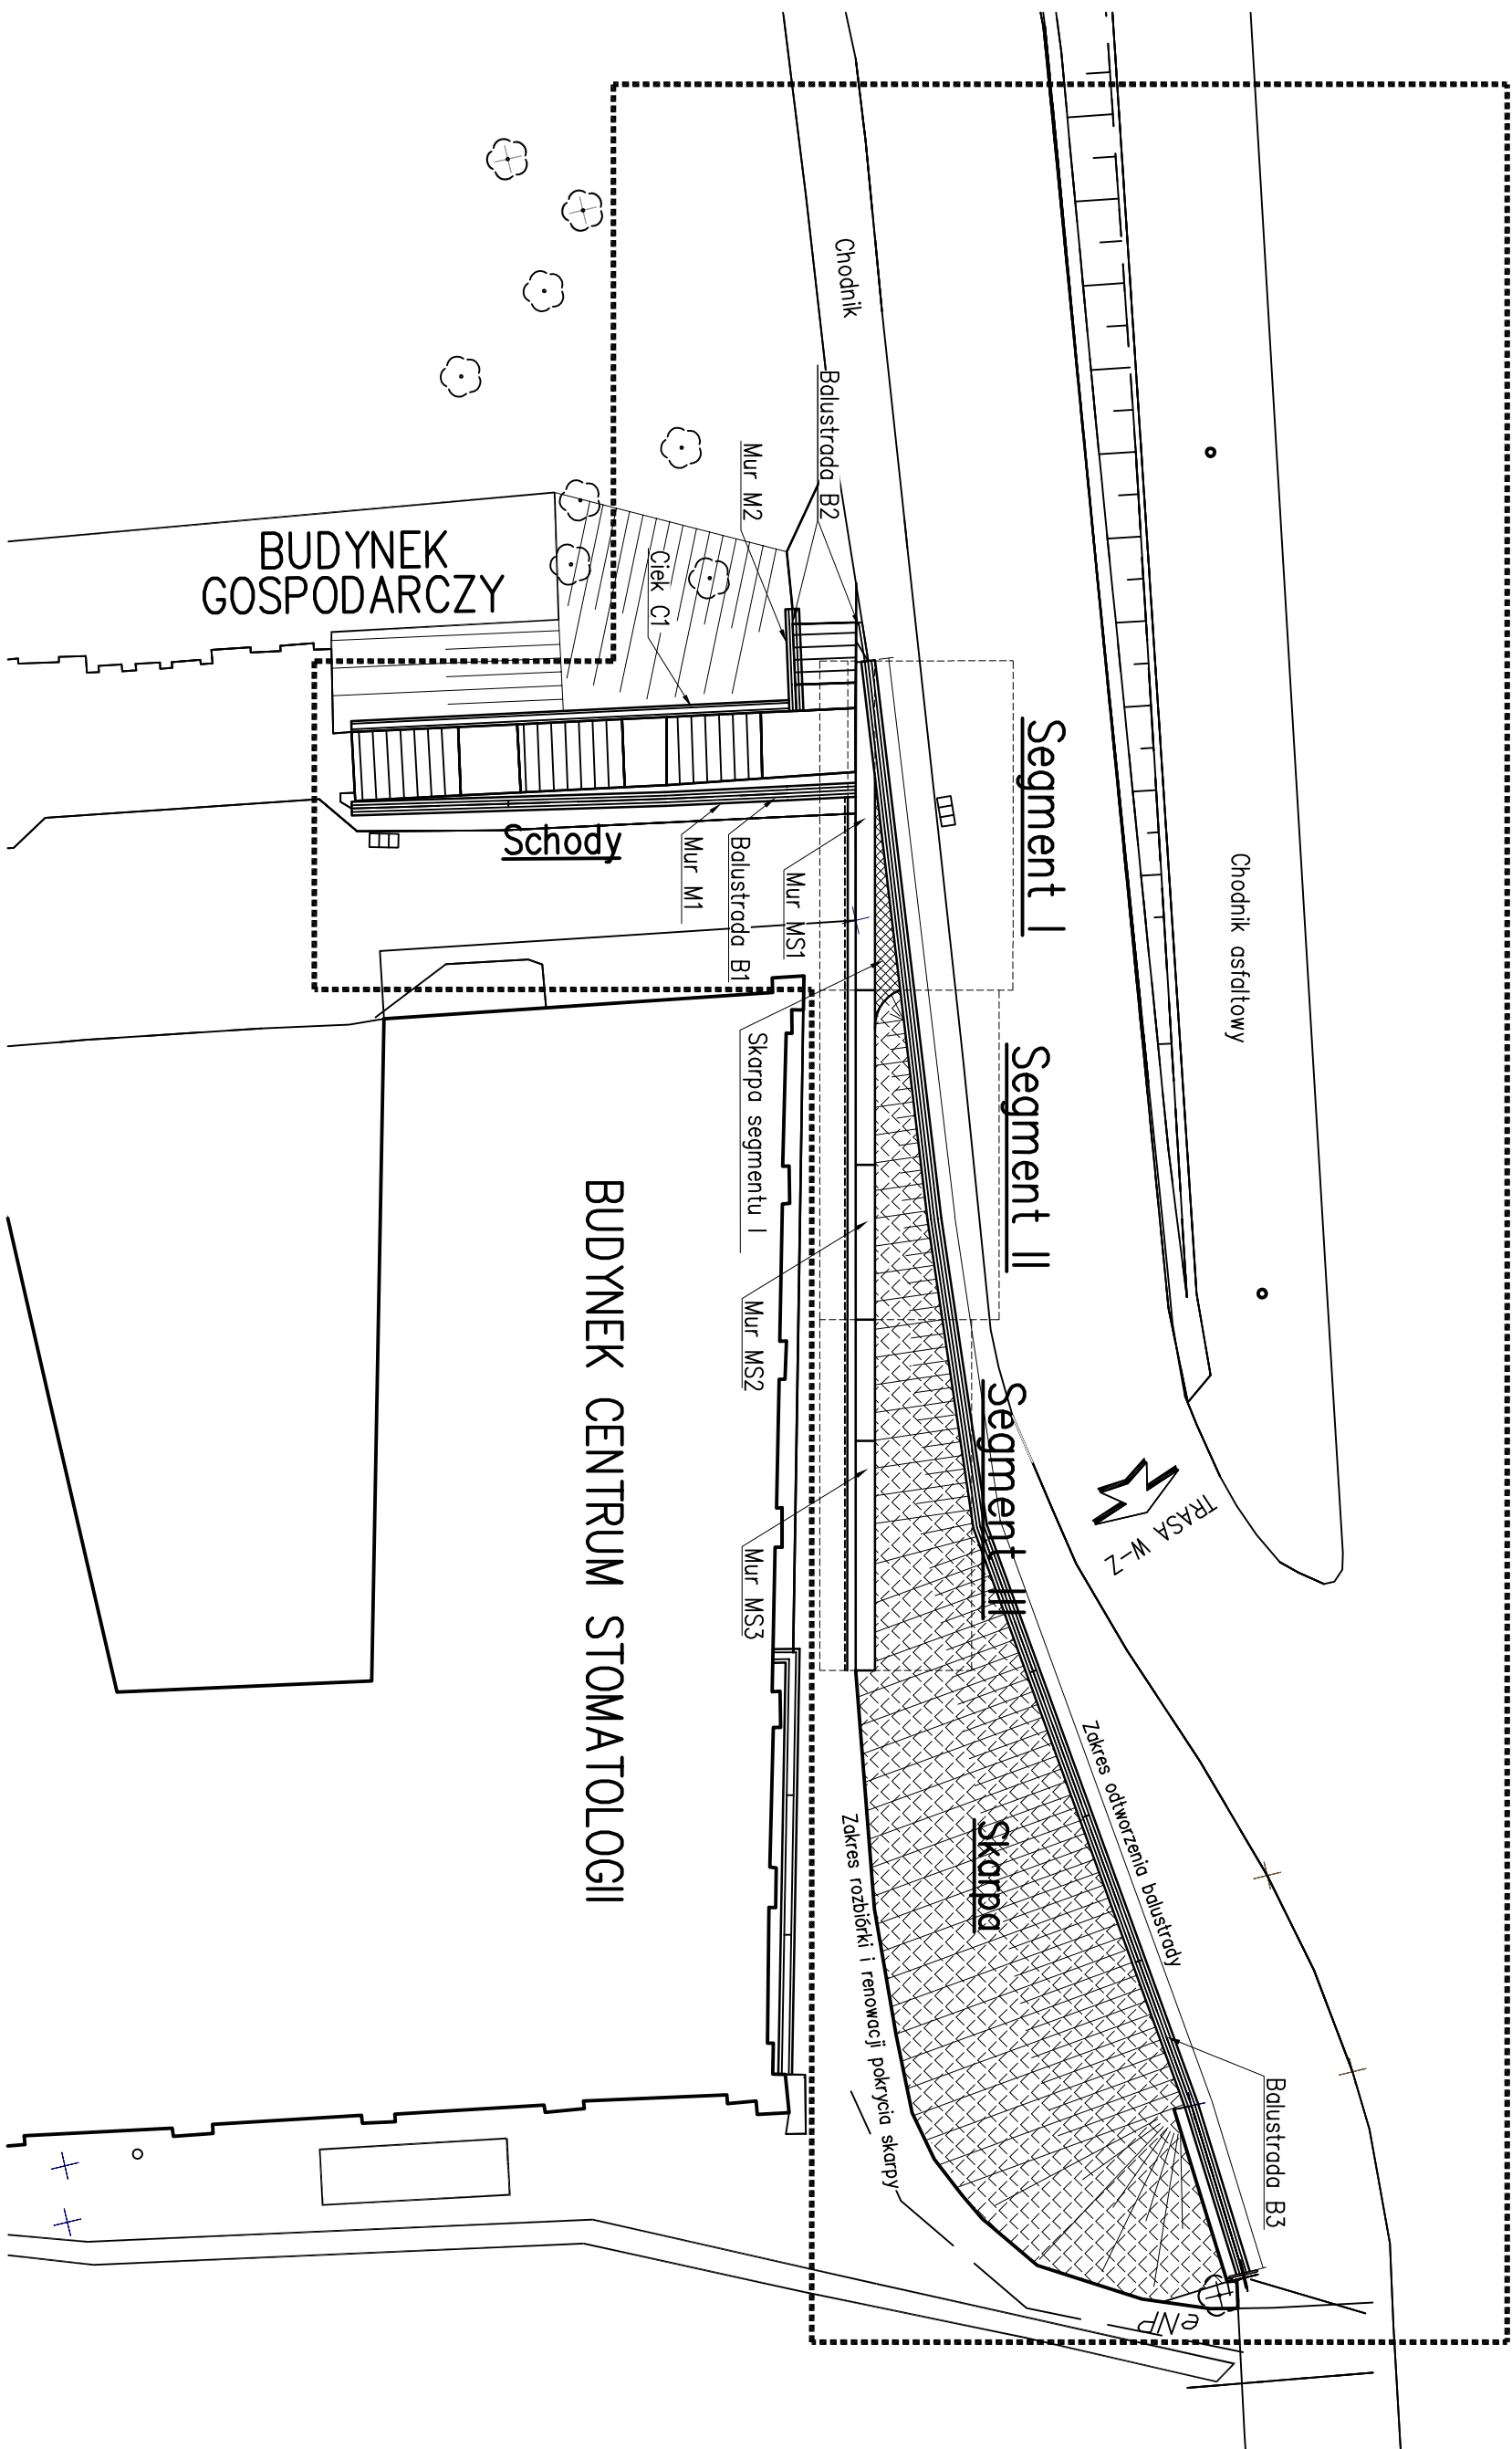 Chodnik
Balustrada B2
Mur M2
Ciek C1
BUDYNEK
GOSPODARCZY
Segment I
Chodnik asfaltowy
Schody
Mur M1
Balustrada B1
Mur MS1
Skarpa segmentu I
Segment II
Mur MS2
BUDYNEK CENTRUM STOMATOLOGII
Segment III
TRASA W-Z
Mur MS3
Zakres odtworzenia balustrady
Skarpa
Zakres rozbiórki i renowacji pokrycia skarpy
Balustrada B3
eNP